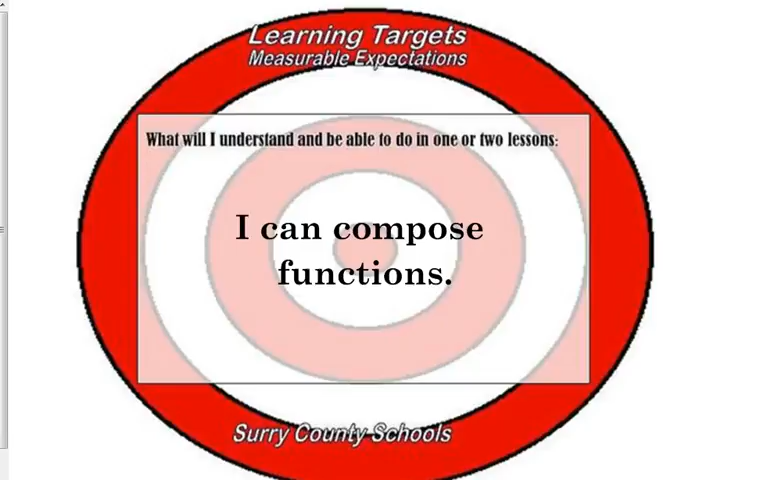 Learning Targets
Measurable Expectations
What will I understand and be able to do in one or two lessons:
I can compose
functions.
Surry County Schools